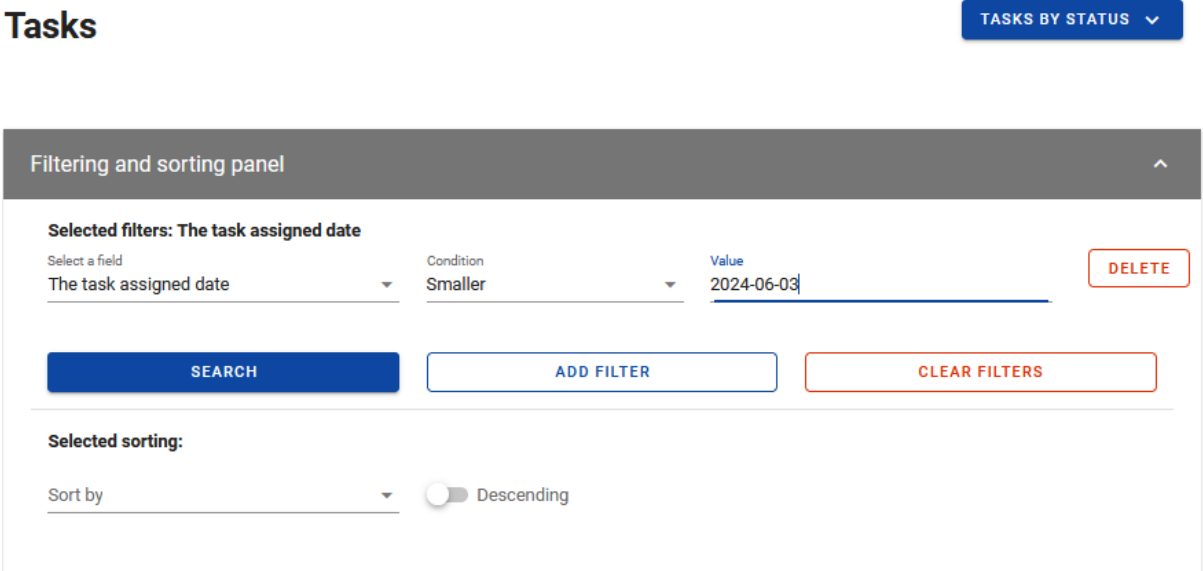 Tasks
TASKS BY STATUS
Filtering and sorting panel
Selected filters: The task assigned date
Select a field
The task assigned date
Condition
Smaller
Value
2024-06-03
DELETE
SEARCH
ADD FILTER
CLEAR FILTERS
Selected sorting:
Sort by
Descending